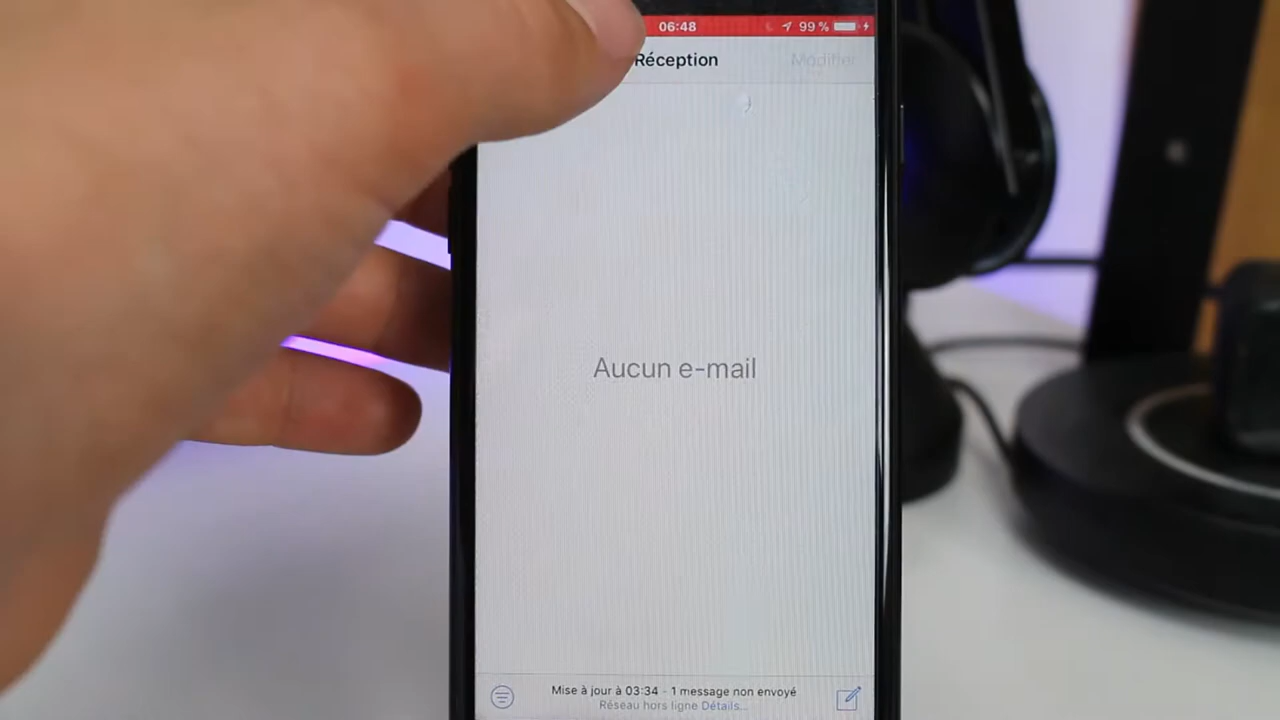 06:48 99 %
Réception Modifier
Aucun e-mail
Mise à jour à 03:34 - 1 message non envoyé
Réseau hors ligne Détails...